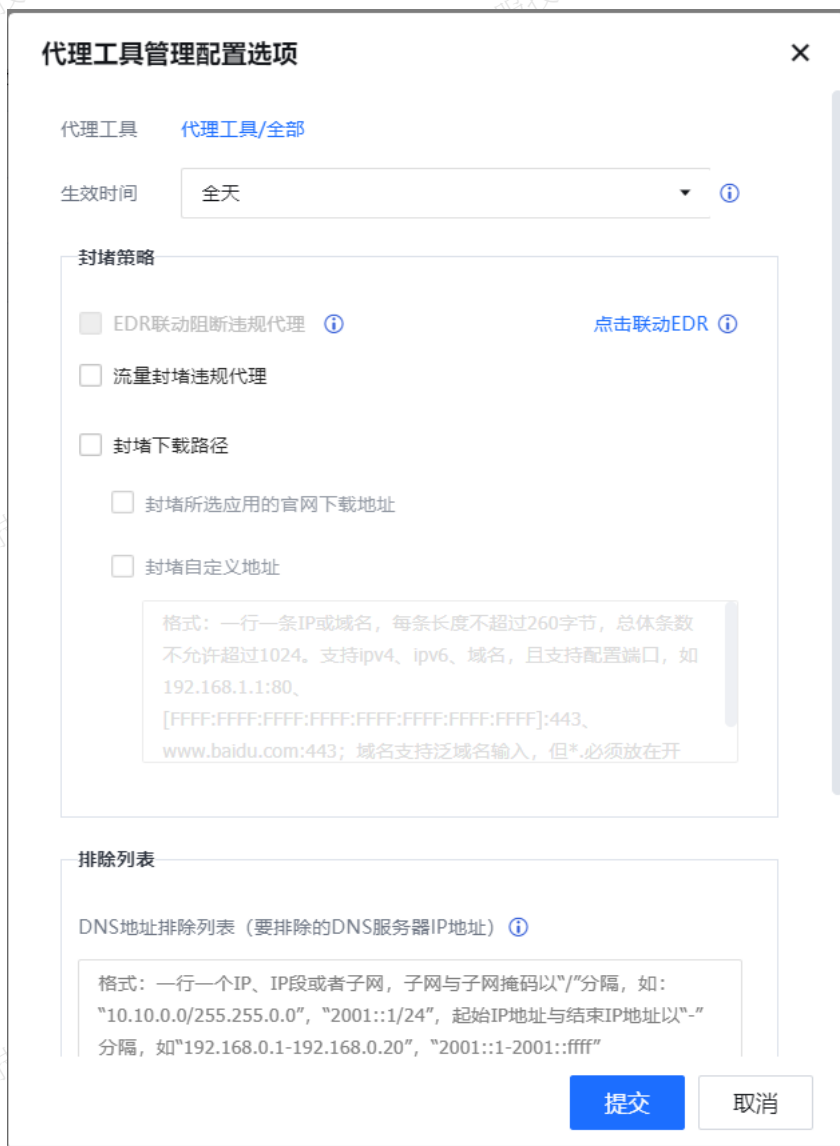 代理工具管理配置选项
代理工具 代理工具/全部
生效时间 全天
封堵策略
EDR联动阻断违规代理 点击联动EDR
流量封堵违规代理
封堵下载路径
封堵所选应用的官网下载地址
封堵自定义地址
格式：一行一条IP或域名，每条长度不超过260字节，总体条数
不允许超过1024。支持ipv4、ipv6、域名，且支持配置端口，如
192.168.1.1:80、
[FFFF:FFFF:FFFF:FFFF:FFFF:FFFF:FFFF:FFFF]:443、
www.baidu.com:443；域名支持泛域名输入，但*.必须放在开
排除列表
DNS地址排除列表（要排除的DNS服务器IP地址）
格式：一行一个IP、IP段或者子网，子网与子网掩码以“/”分隔，如：
“10.10.0.0/255.255.0.0”，“2001::1/24”，起始IP地址与结束IP地址以“-”
分隔，如“192.168.0.1-192.168.0.20”，“2001::1-2001::ffff”
提交 取消